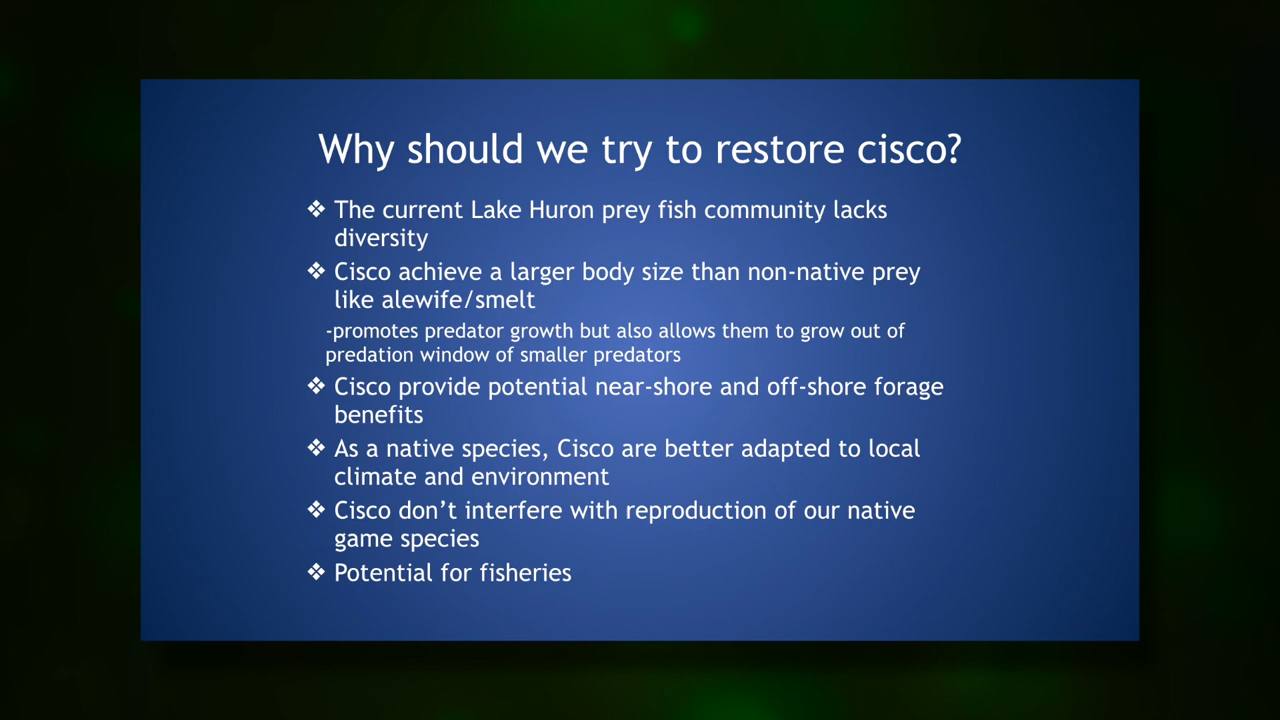 Why should we try to restore cisco?
❖ The current Lake Huron prey fish community lacks
diversity
❖ Cisco achieve a larger body size than non-native prey
like alewife/smelt
-promotes predator growth but also allows them to grow out of
predation window of smaller predators
❖ Cisco provide potential near-shore and off-shore forage
benefits
❖ As a native species, Cisco are better adapted to local
climate and environment
❖ Cisco don’t interfere with reproduction of our native
game species
❖ Potential for fisheries